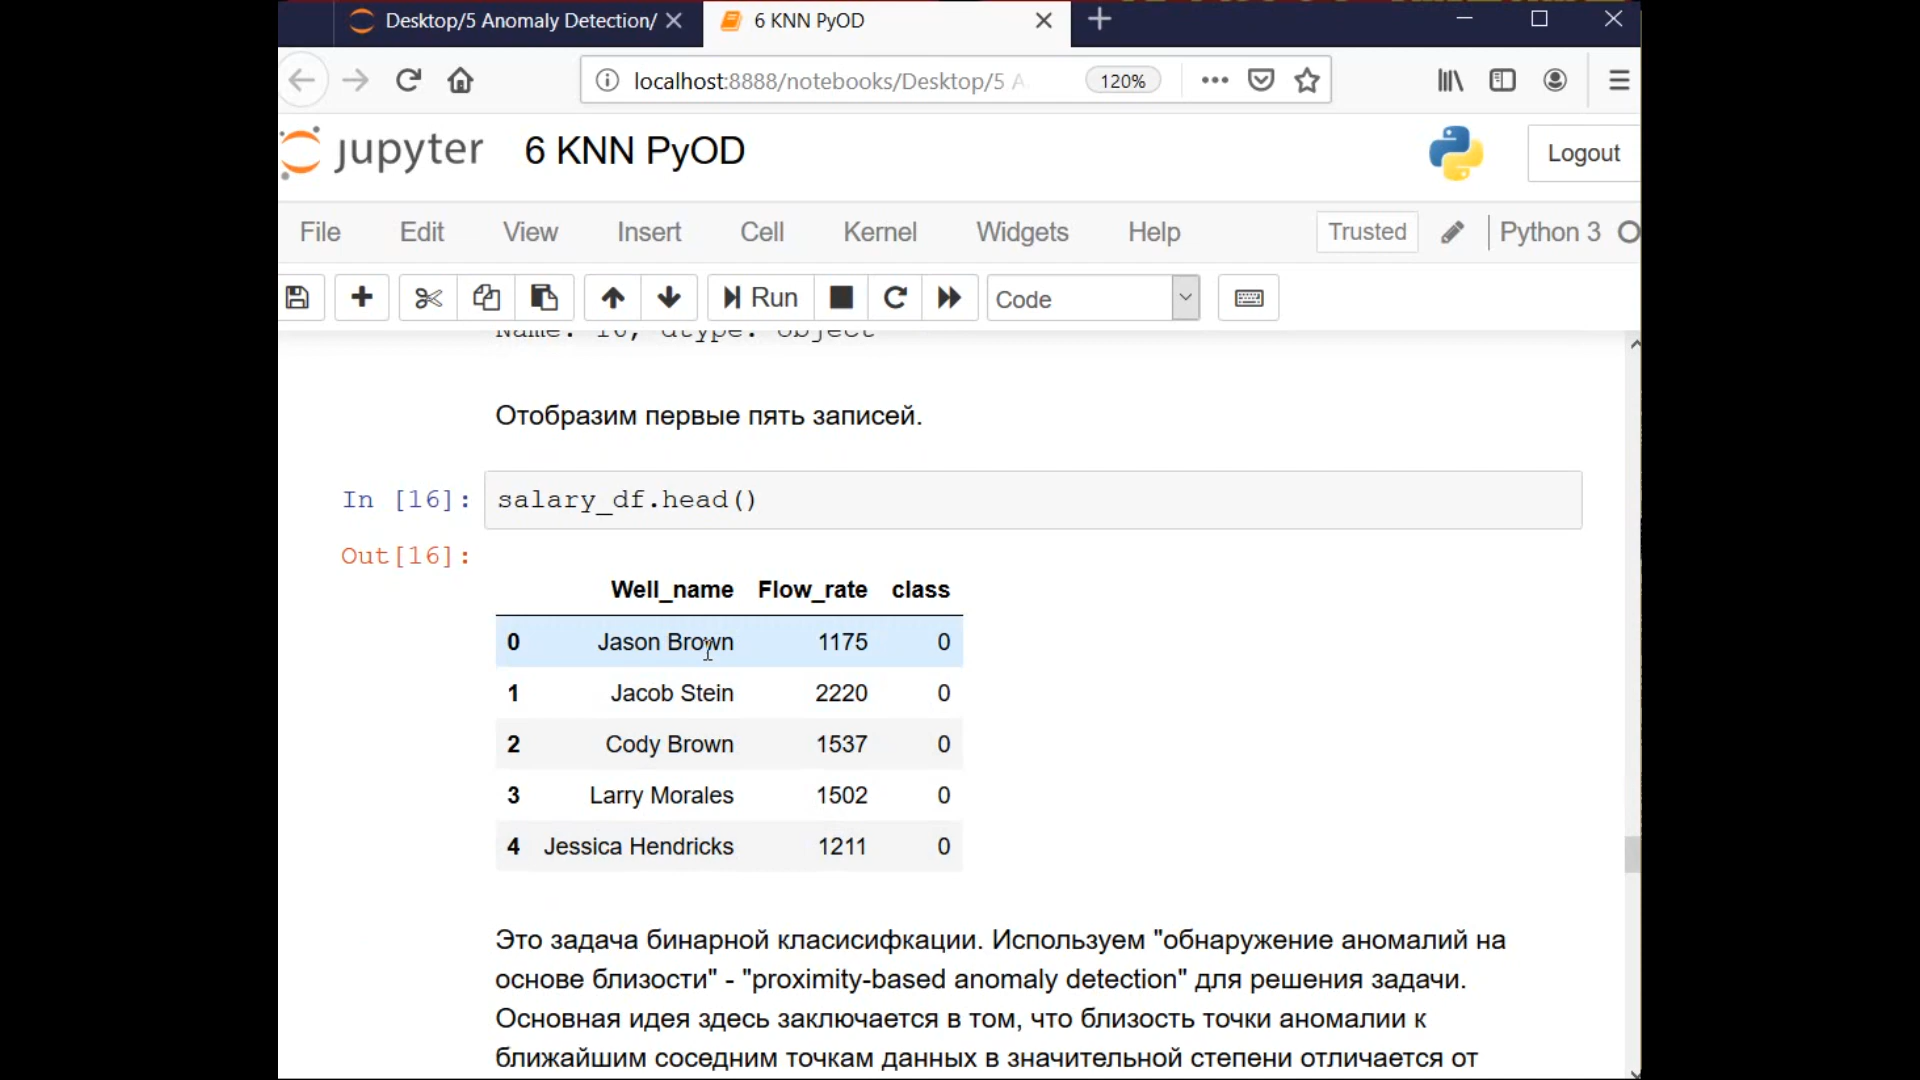 Desktop/5 Anomaly Detection/
6 KNN PyOD
localhost:8888/notebooks/Desktop/5 A
120%
jupyter 6 KNN PyOD
Logout
File Edit View Insert Cell Kernel Widgets Help Trusted Python 3
Run Code
Name: 16, dtype: object
Отобразим первые пять записей.
In [16]: salary_df.head()
Out[16]:
Well_name Flow_rate class
0 Jason Brown 1175 0
1 Jacob Stein 2220 0
2 Cody Brown 1537 0
3 Larry Morales 1502 0
4 Jessica Hendricks 1211 0
Это задача бинарной класисифкации. Используем "обнаружение аномалий на
основе близости" - "proximity-based anomaly detection" для решения задачи.
Основная идея здесь заключается в том, что близость точки аномалии к
ближайшим соседним точкам данных в значительной степени отличается от